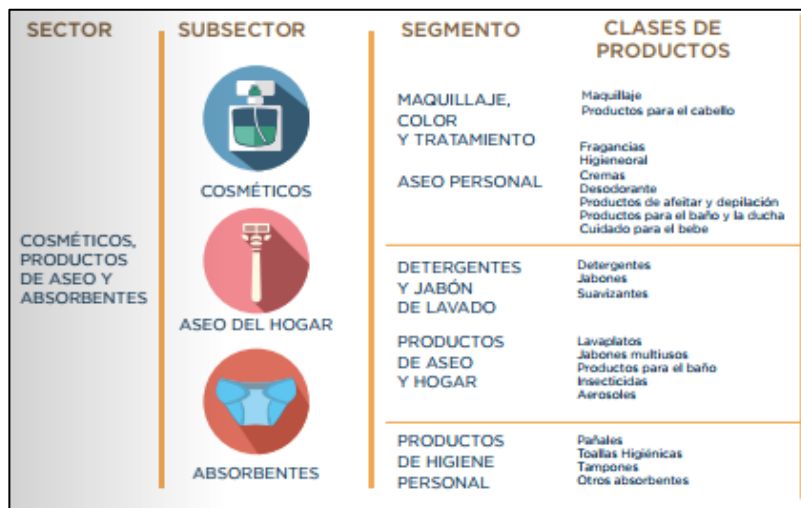 SECTOR
SUBSECTOR
SEGMENTO
CLASES DE
PRODUCTOS
COSMÉTICOS,
PRODUCTOS
DE ASEO Y
ABSORBENTES
COSMÉTICOS
ASEO DEL HOGAR
ABSORBENTES
MAQUILLAJE,
COLOR
Y TRATAMIENTO
Maquillaje
Productos para el cabello
ASEO PERSONAL
Fragancias
Higieneoral
Cremas
Desodorante
Productos de afeitar y depilación
Productos para el baño y la ducha
Cuidado para el bebe
DETERGENTES
Y JABÓN
DE LAVADO
Detergentes
Jabones
Suavizantes
PRODUCTOS
DE ASEO
Y HOGAR
Lavaplatos
Jabones multiusos
Productos para el baño
Insecticidas
Aerosoles
PRODUCTOS
DE HIGIENE
PERSONAL
Pañales
Toallas Higiénicas
Tampones
Otros absorbentes